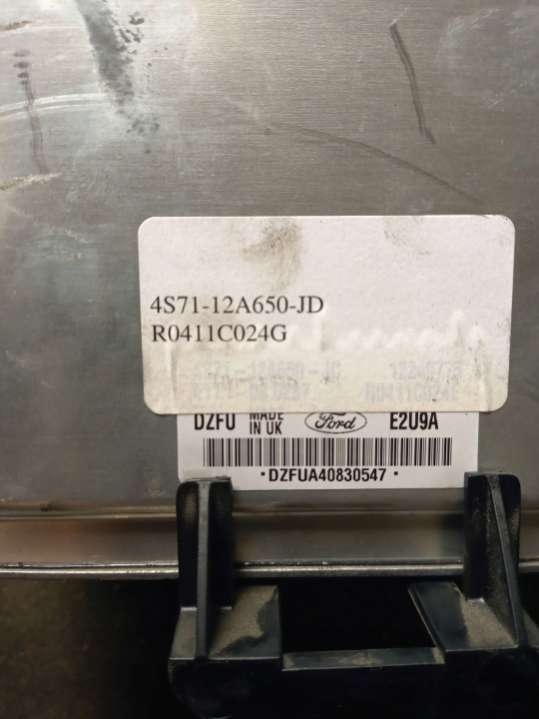 4S71-12A650-JD
R0411C024G
DZFU MADE IN UK Ford E2U9A
*DZFUA40830547*